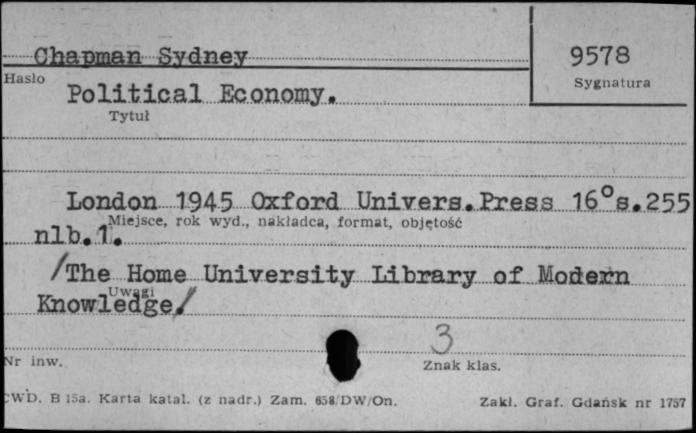 Chapman Sydney
9578
Hasło
Sygnatura
Political Economy.
Tytuł
London 1945 Oxford Univers.Press 16°s.255
Miejsce, rok wyd., nakładca, format, objętość
nlb.1.
/The Home University Library of Modern
Uwagi
Knowledge/
3
Nr inw.
Znak klas.
CWD. B 15a. Karta katal. (z nadr.) Zam. 658/DW/On.
Zakł. Graf. Gdańsk nr 1757